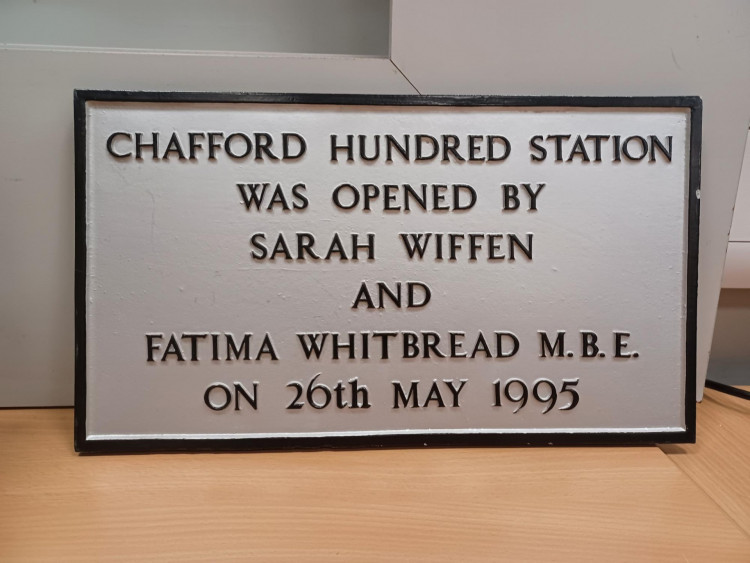 CHAFFORD HUNDRED STATION
WAS OPENED BY
SARAH WIFFEN
AND
FATIMA WHITBREAD M.B.E.
ON 26th MAY 1995